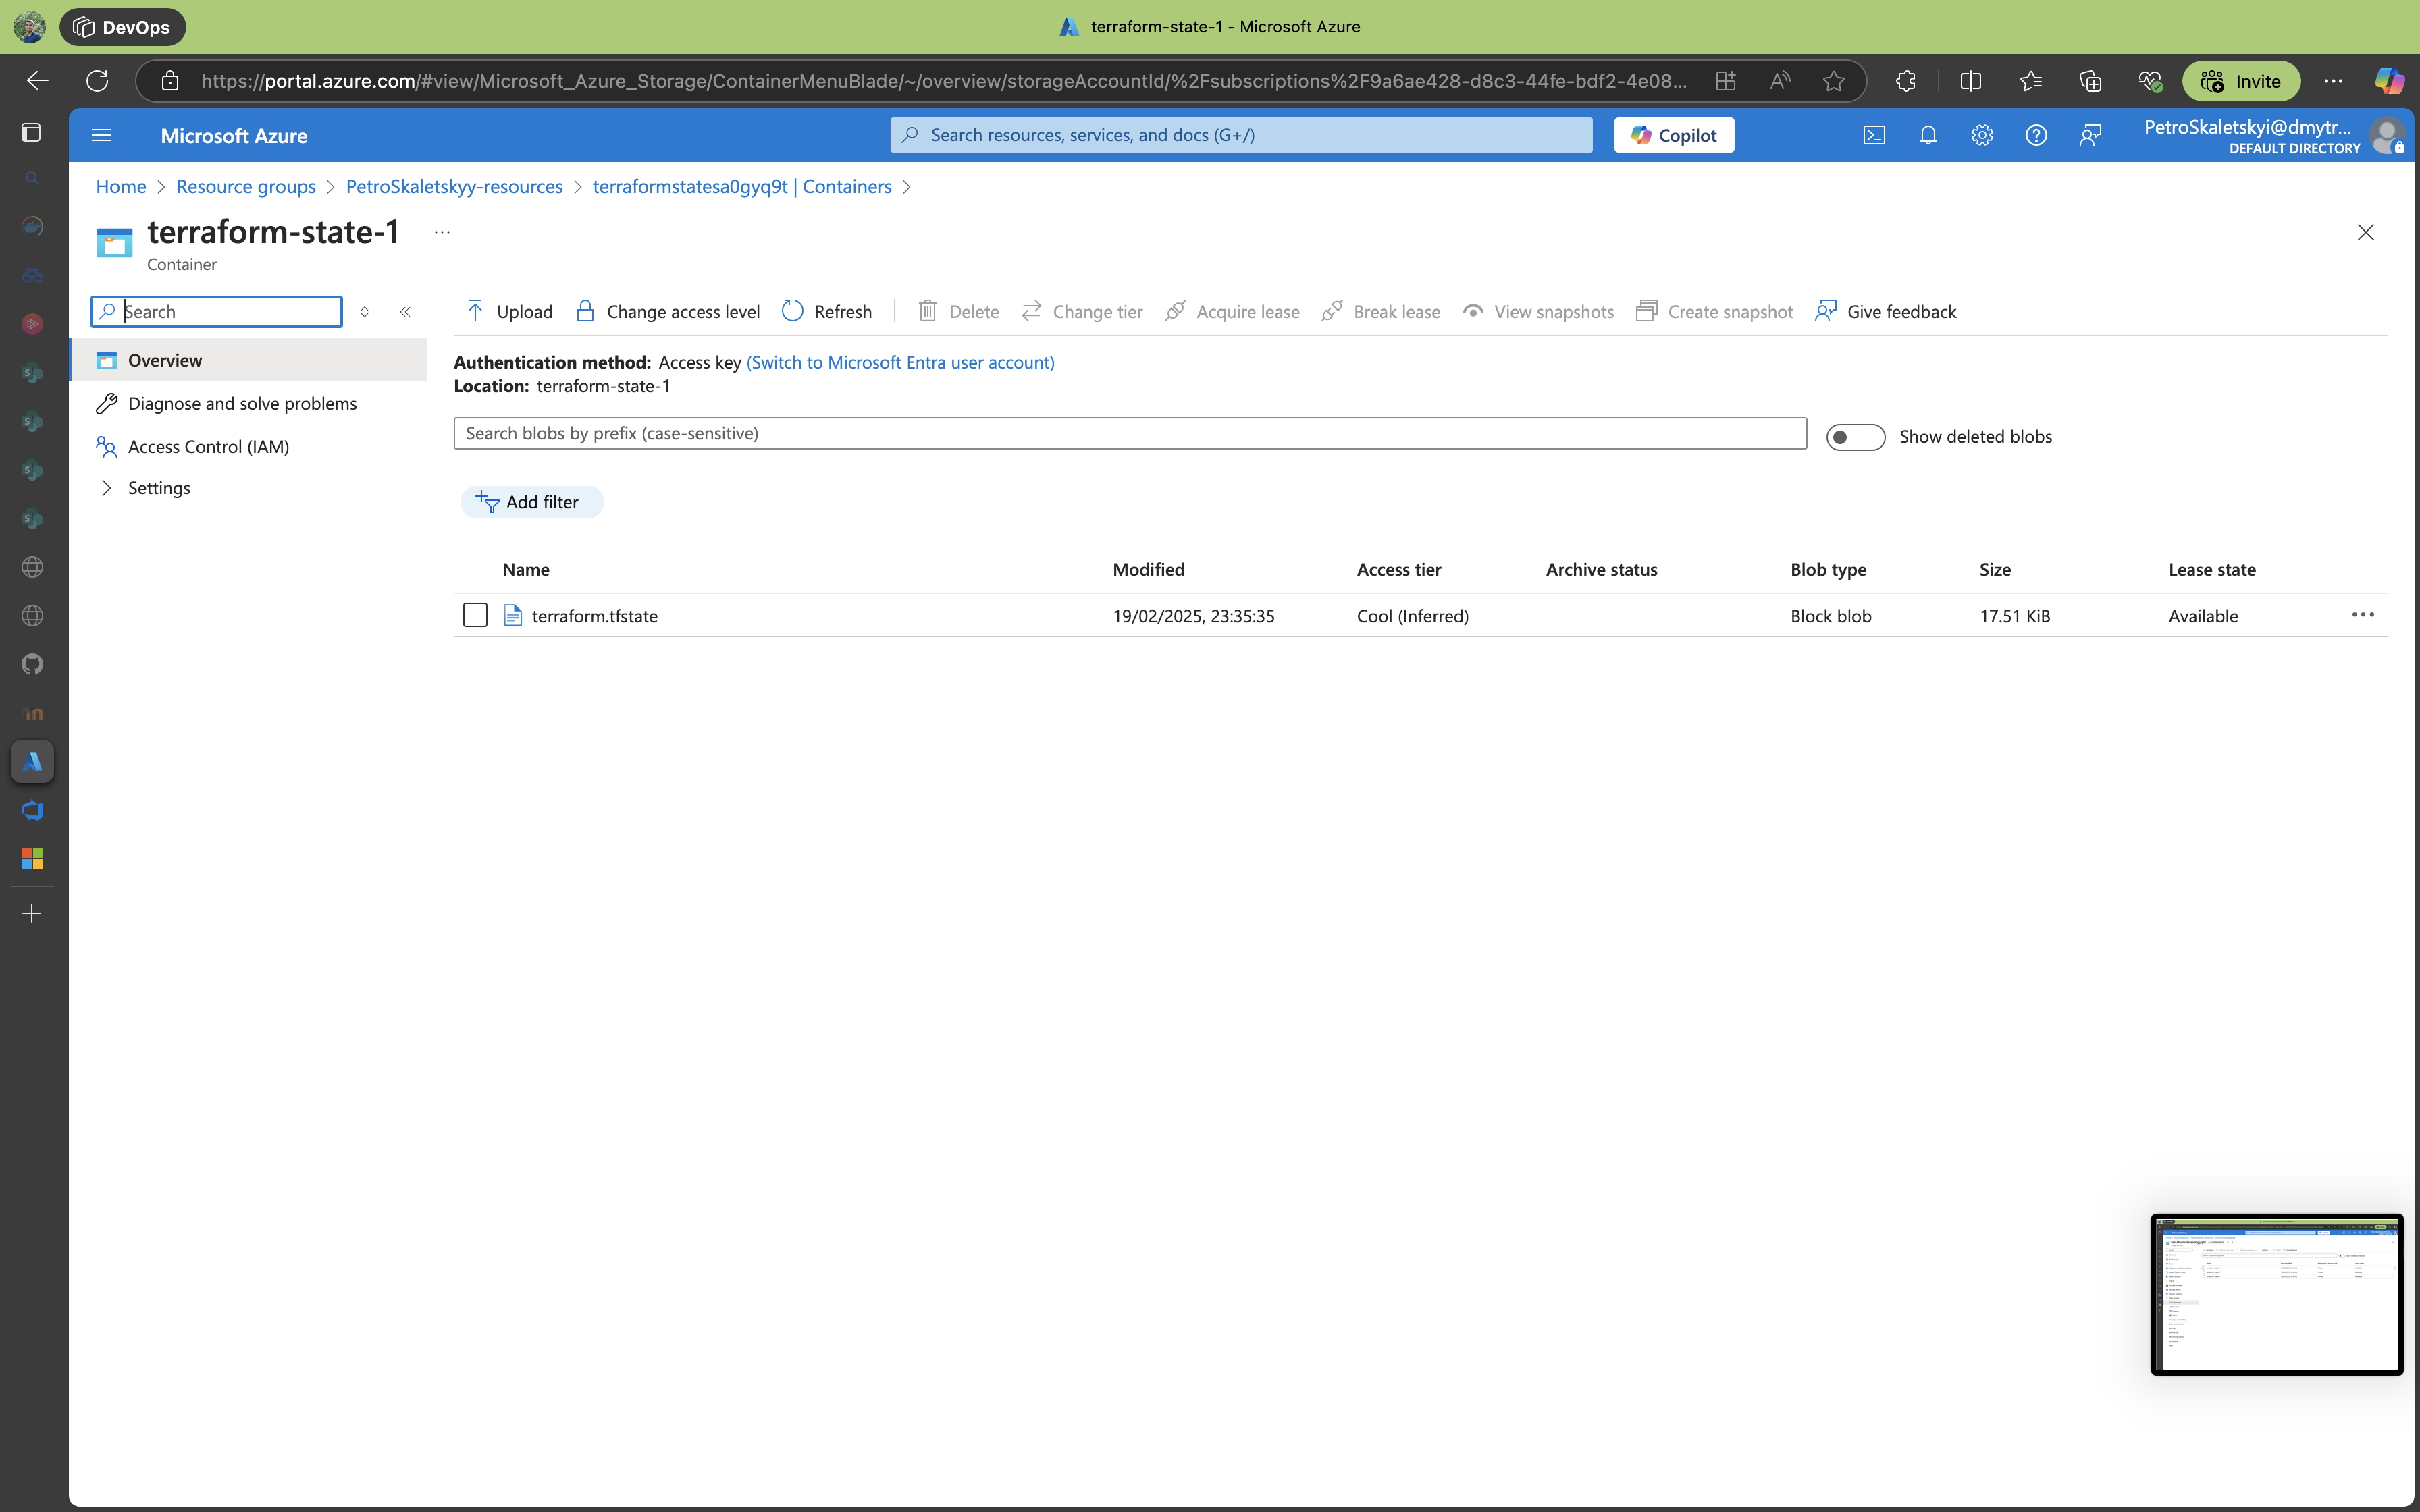 DevOps
terraform-state-1 - Microsoft Azure
https://portal.azure.com/#view/Microsoft_Azure_Storage/ContainerMenuBlade/~/overview/storageAccountId/%2Fsubscriptions%2F9a6ae428-d8c3-44fe-bdf2-4e08...
Invite
Microsoft Azure
Search resources, services, and docs (G+/)
Copilot
PetroSkaletskyi@dmytr...
DEFAULT DIRECTORY
Home > Resource groups > PetroSkaletskyy-resources > terraformstatesa0gyq9t | Containers >
terraform-state-1 ...
Container
Search
Upload Change access level Refresh Delete Change tier Acquire lease Break lease View snapshots Create snapshot Give feedback
Overview
Diagnose and solve problems
Access Control (IAM)
Settings
Authentication method: Access key (Switch to Microsoft Entra user account)
Location: terraform-state-1
Search blobs by prefix (case-sensitive)
Show deleted blobs
Add filter
Name Modified Access tier Archive status Blob type Size Lease state
terraform.tfstate 19/02/2025, 23:35:35 Cool (Inferred) Block blob 17.51 KiB Available